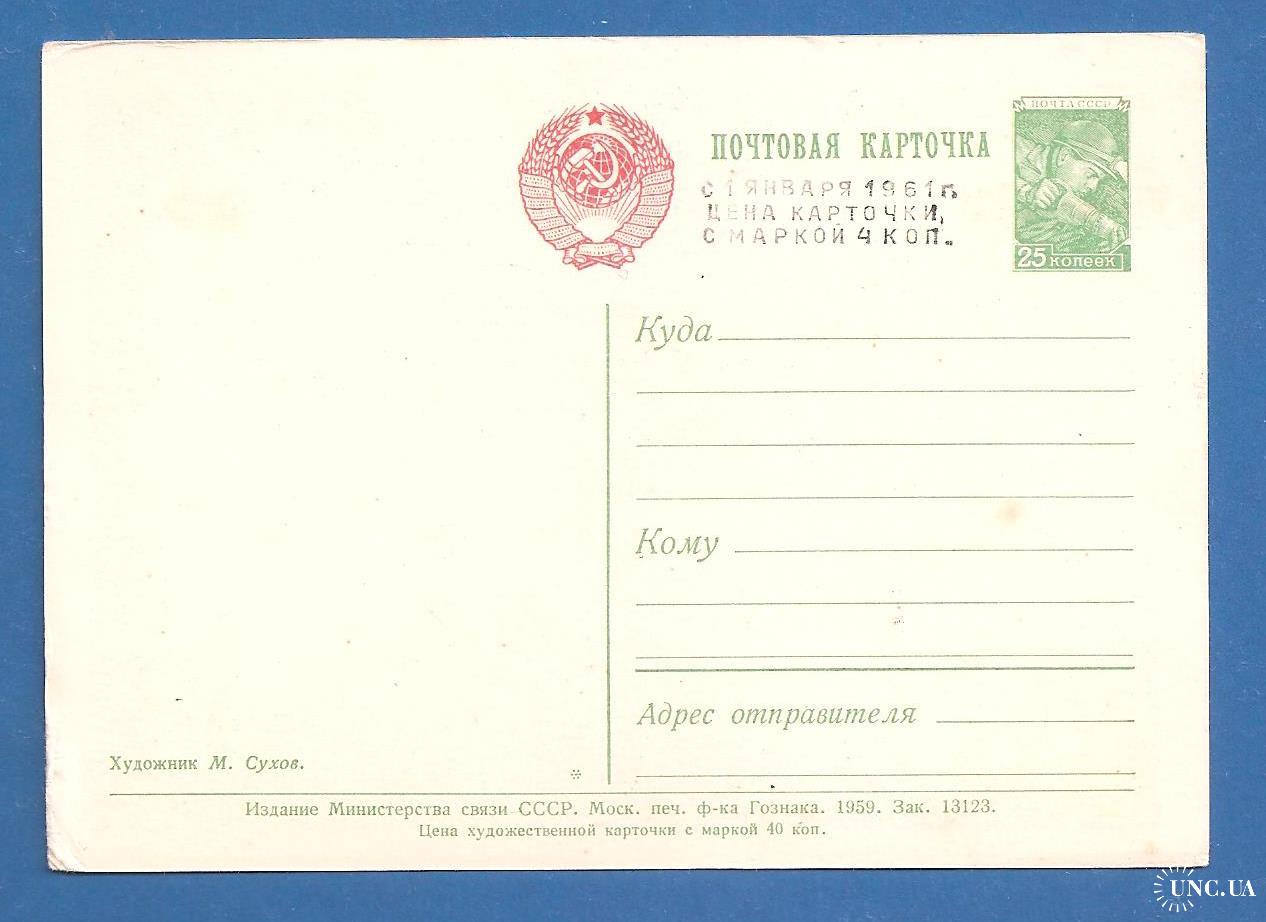 ПОЧТА СССР
ПОЧТОВАЯ КАРТОЧКА
С 1 ЯНВАРЯ 1961 г.
ЦЕНА КАРТОЧКИ,
С МАРКОЙ 4 КОП.
25 копеек
Куда
Кому
Адрес отправителя
Художник М. Сухов.
Издание Министерства связи СССР. Моск. печ. ф-ка Гознака. 1959. Зак. 13123.
Цена художественной карточки с маркой 40 коп.
UNC.UA